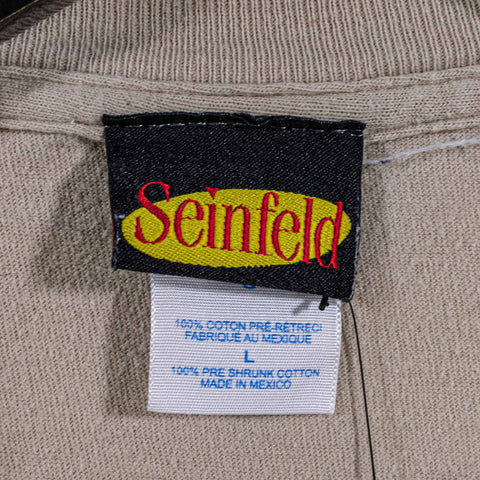 Seinfeld
100% COTON PRÉ-RÉTRÉCI
FABRIQUÉ AU MEXIQUE
L
100% PRE SHRUNK COTTON
MADE IN MEXICO